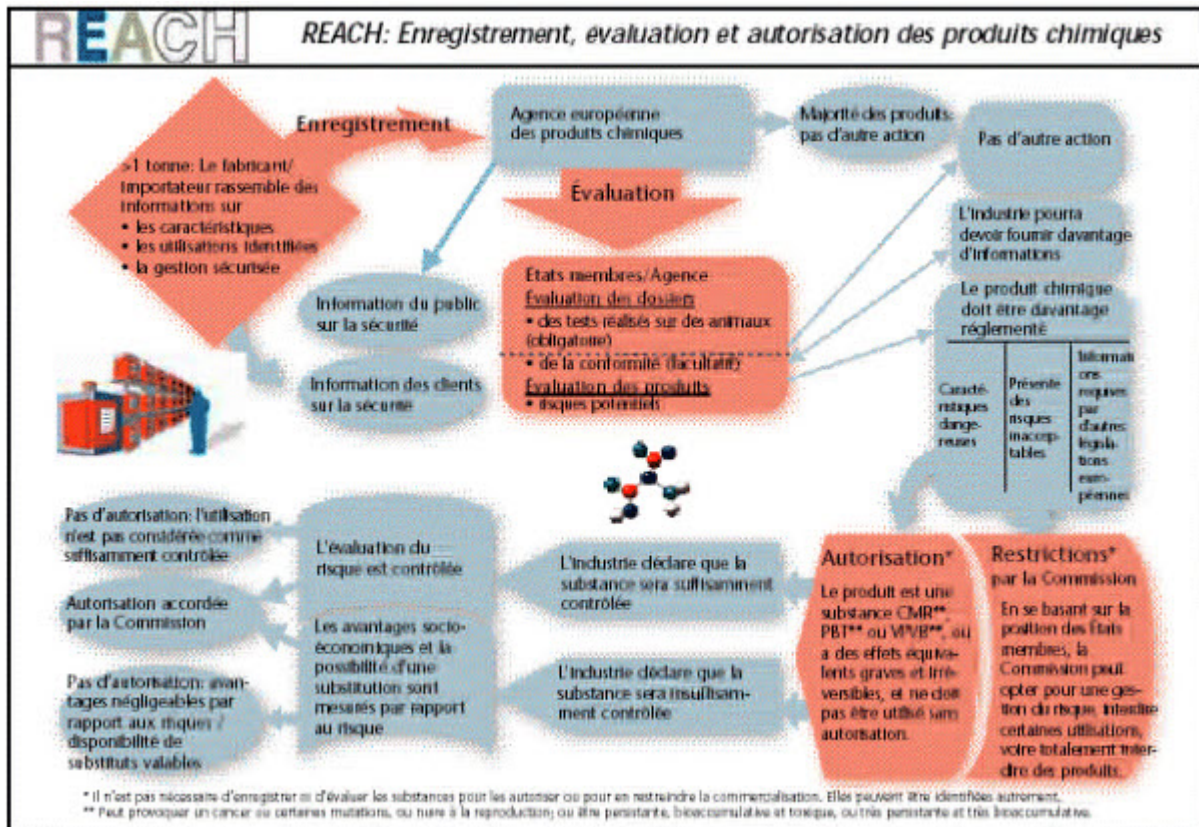 REACH
REACH: Enregistrement, évaluation et autorisation des produits chimiques
Enregistrement
>1 tonne: Le fabricant/
Importateur rassemble des
informations sur
• les caractéristiques
• les utilisations identifiées
• la gestion sécurisée
Agence européenne
des produits chimiques
Majorité des produits:
pas d'autre action
Pas d'autre action
Évaluation
L'industrie pourra
devoir fournir davantage
d'informations
Information du public
sur la sécurité
Information des clients
sur la sécurité
Etats membres/Agence
Évaluation des dossiers
• des tests réalisés sur des animaux
(obligatoire)
• de la conformité (facultatif)
Évaluation des produits
• risques potentiels
Le produit chimique
doit être davantage
réglementé
Caracté-
ristiques
dange-
reuses
Présente
des
risques
inaccep-
tables
Informati
ons
requises
par
d'autres
législa-
tions
euro-
péennes
Pas d'autorisation: l'utilisation
n'est pas considérée comme
suffisamment contrôlée
Autorisation accordée
par la Commission
Pas d'autorisation: avan-
tages négligeables par
rapport aux risques /
disponibilité de
substituts valables
L'évaluation du
risque est contrôlée
Les avantages socio-
économiques et la
possibilité d'une
substitution sont
mesurés par rapport
au risque
L'industrie déclare que la
substance sera suffisamment
contrôlée
L'industrie déclare que la
substance sera insuffisam-
ment contrôlée
Autorisation*
Le produit est une
substance CMR**,
PBT** ou VPVB**, ou
a des effets équiva-
lents graves et irré-
versibles, et ne doit
pas être utilisé sans
autorisation.
Restrictions*
par la Commission
En se basant sur la
position des États
membres, la
Commission peut
opter pour une ges-
tion du risque, interdire
certaines utilisations,
voire totalement inter-
dire des produits.
* Il n'est pas nécessaire d'enregistrer ni d'évaluer les substances pour les autoriser ou pour en restreindre la commercialisation. Elles peuvent être identifiées autrement.
** Peut provoquer un cancer ou certaines mutations, ou nuire à la reproduction; ou être persistante, bioaccumulative et toxique, ou très persistante et très bioaccumulative.